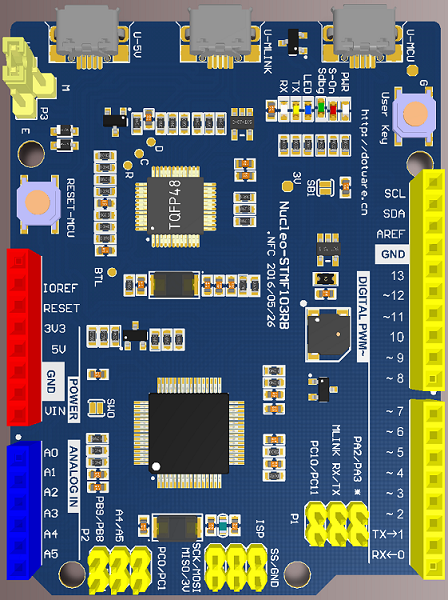 U-5V
U-MLINK
U-MCU
P3
M
E
G
PWR
S-On
Sdbg
LED
TX
RX
User Key
http://dotware.cn
TQFP48
D
C
R
3V
SB1
RESET-MCU
BTL
Nucleo-STMF103RB
.NFC 2016/05/26
SCL
SDA
AREF
GND
13
~12
~11
10
~9
~8
DIGITAL PWM~
IOREF
RESET
3V3
5V
GND
VIN
POWER
SWO
~7
~6
~5
~4
~3
~2
TX→1
RX←0
ANALOG IN
A0
A1
A2
A3
A4
A5
P2
PB9/PB8
A4/A5
PC0/PC1
SCK/MOSI
MISO/3V
ISP
SS/GND
P1
PC10/PC11
MLINK RX/TX
PA2/PA3 *